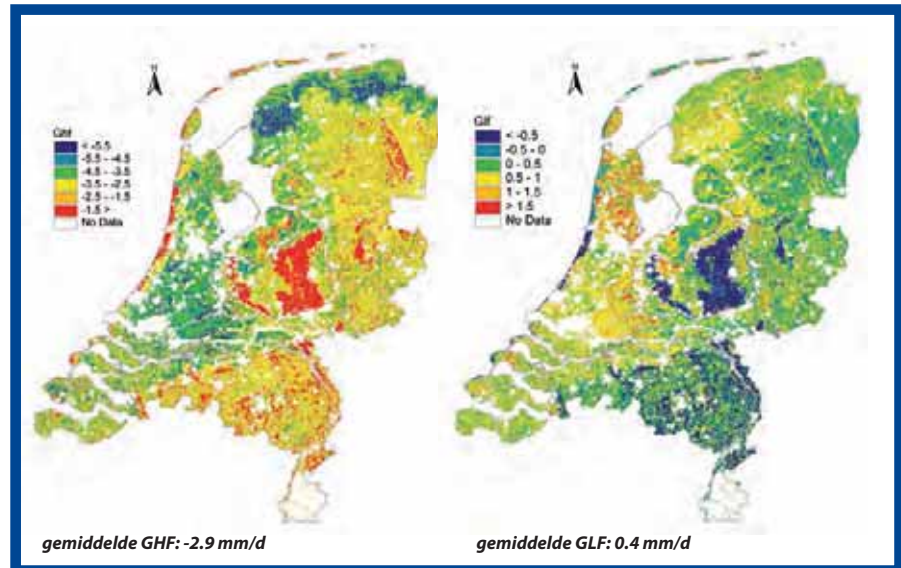 N
Ghf
< -5.5
-5.5 - -4.5
-4.5 - -3.5
-3.5 - -2.5
-2.5 - -1.5
-1.5 >
No Data
gemiddelde GHF: -2.9 mm/d
N
Glf
< -0.5
-0.5 - 0
0 - 0.5
0.5 - 1
1 - 1.5
> 1.5
No Data
gemiddelde GLF: 0.4 mm/d